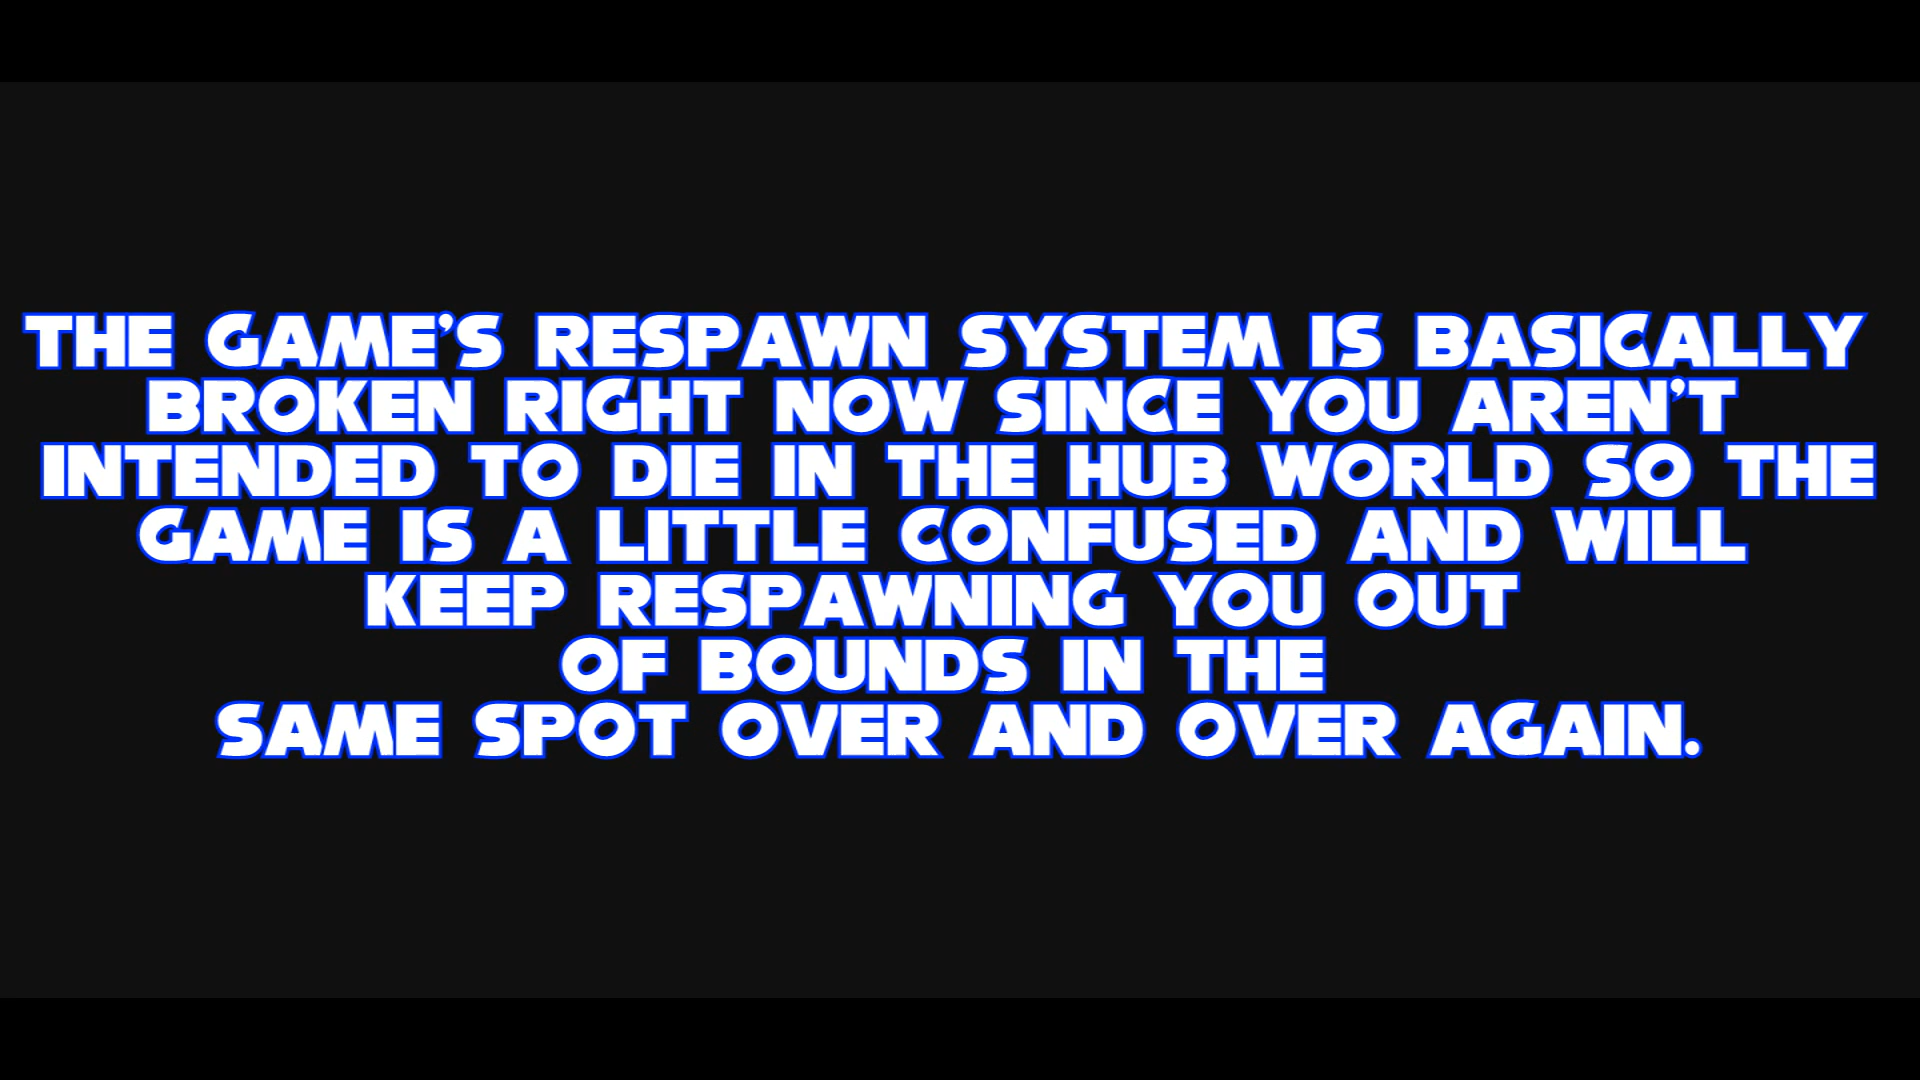 THE GAME'S RESPAWN SYSTEM IS BASICALLY
BROKEN RIGHT NOW SINCE YOU AREN'T
INTENDED TO DIE IN THE HUB WORLD SO THE
GAME IS A LITTLE CONFUSED AND WILL
KEEP RESPAWNING YOU OUT
OF BOUNDS IN THE
SAME SPOT OVER AND OVER AGAIN.